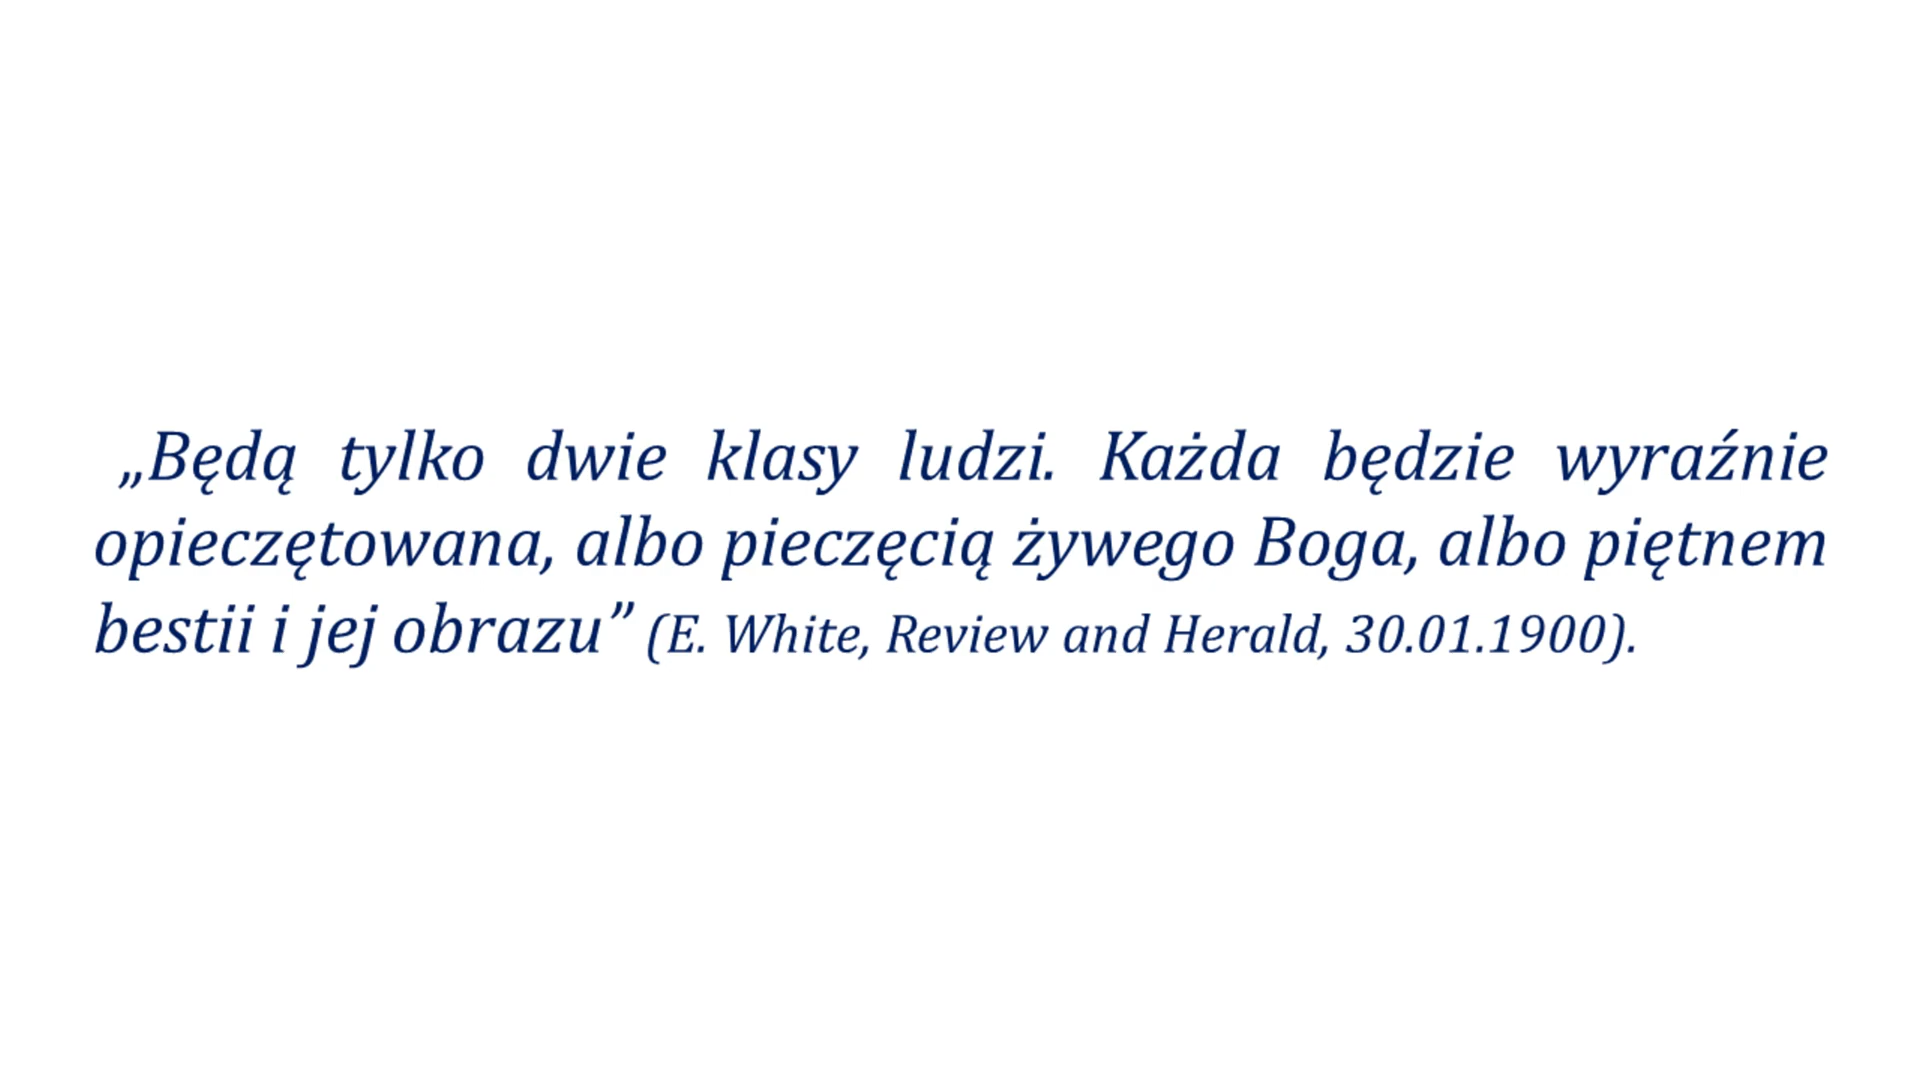 „Będą tylko dwie klasy ludzi. Każda będzie wyraźnie
opieczętowana, albo pieczęcią żywego Boga, albo piętnem
bestii i jej obrazu” (E. White, Review and Herald, 30.01.1900).